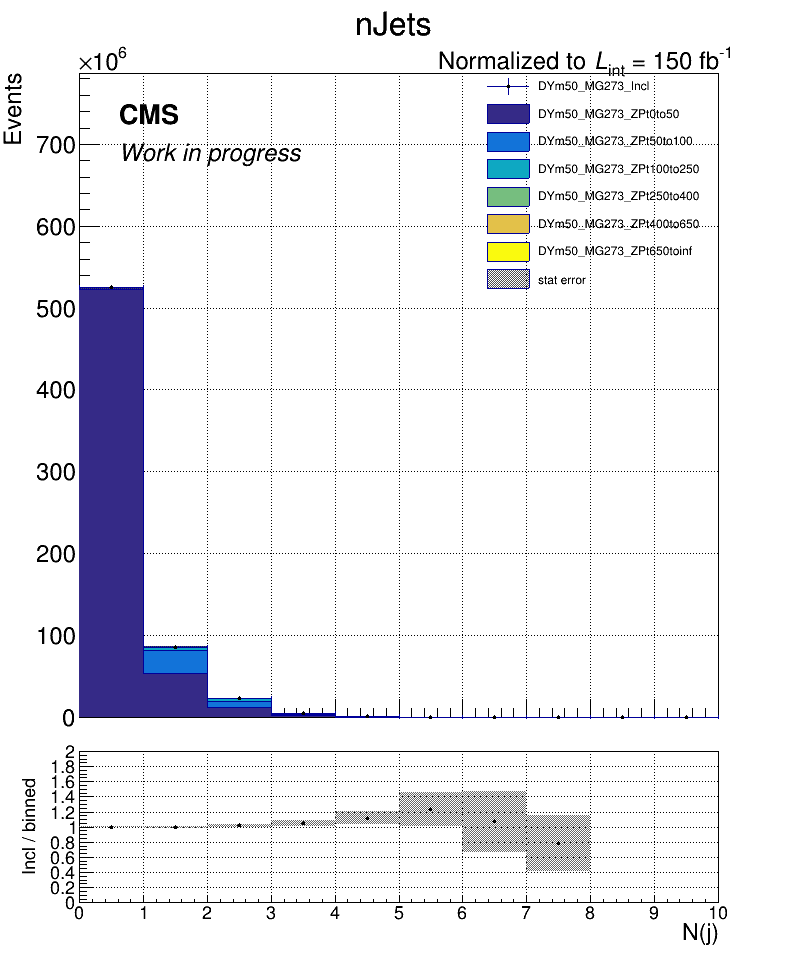 nJets
×10⁶
Normalized to Lint = 150 fb⁻¹
Events
CMS
Work in progress
DYm50_MG273_Incl
DYm50_MG273_ZPt0to50
DYm50_MG273_ZPt50to100
DYm50_MG273_ZPt100to250
DYm50_MG273_ZPt250to400
DYm50_MG273_ZPt400to650
DYm50_MG273_ZPt650toinf
stat error
700
600
500
400
300
200
100
0
Incl / binned
2
1.8
1.6
1.4
1.2
1
0.8
0.6
0.4
0.2
0
0 1 2 3 4 5 6 7 8 9 10
N(j)